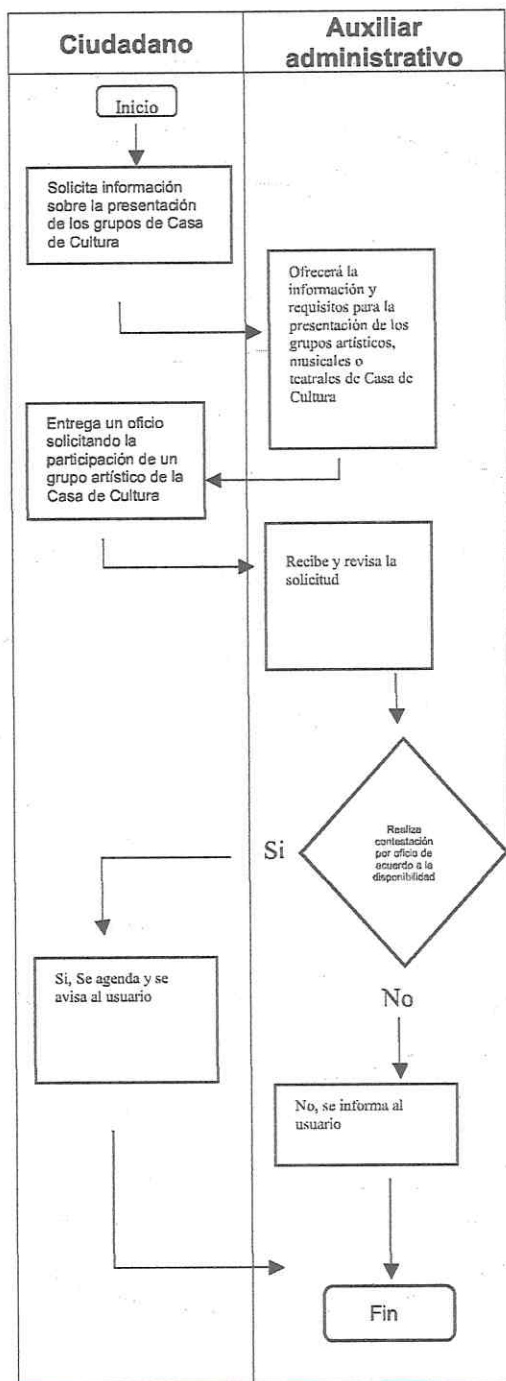 Ciudadano
Auxiliar
administrativo
Inicio
Solicita información
sobre la presentación
de los grupos de Casa
de Cultura
Ofrecerá la
información y
requisitos para la
presentación de los
grupos artísticos,
musicales o
teatrales de Casa de
Cultura
Entrega un oficio
solicitando la
participación de un
grupo artístico de la
Casa de Cultura
Recibe y revisa la
solicitud
Realiza
contestación
por oficio de
acuerdo a la
disponibilidad
Si
Si, Se agenda y se
avisa al usuario
No
No, se informa al
usuario
Fin